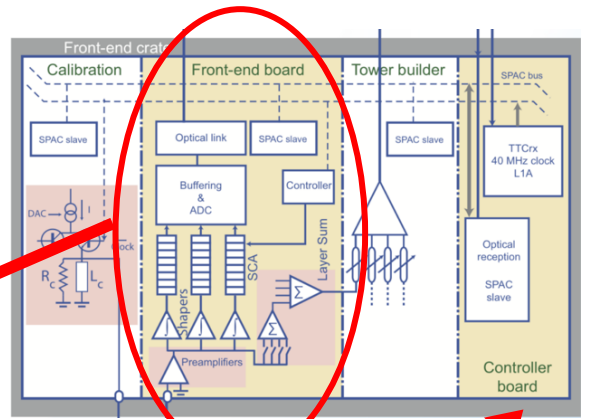 Front-end crate
Calibration
Front-end board
Tower builder
SPAC bus
SPAC slave
Optical link
SPAC slave
SPAC slave
TTCrx
40 MHz clock
L1A
Buffering
&
ADC
Controller
DAC
I
Rc
Lc
SCA
Layer Sum
Σ
Shapers
Σ
Preamplifiers
Optical
reception
SPAC
slave
Controller
board